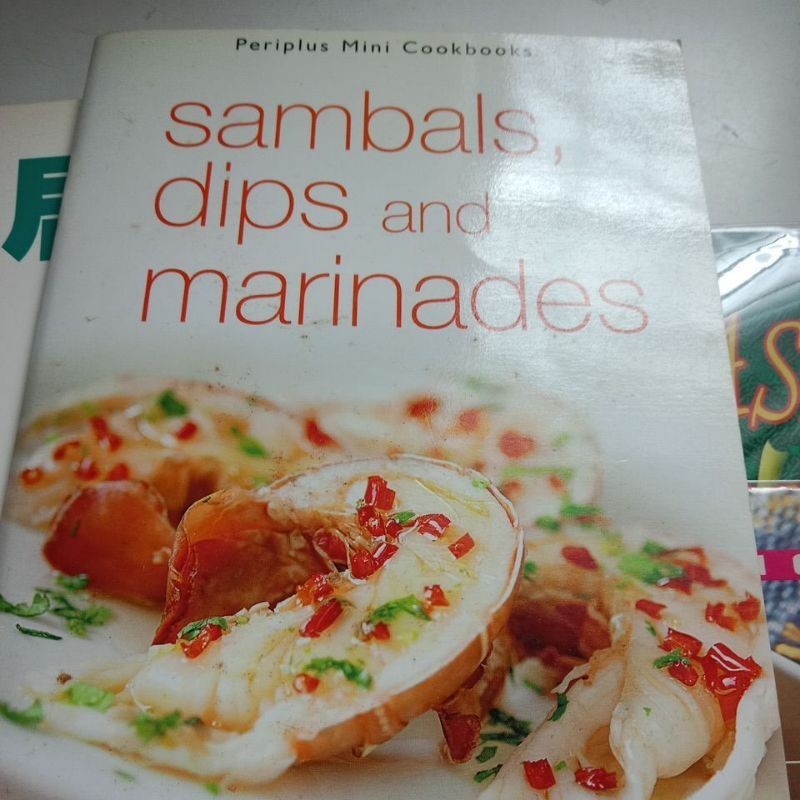 Periplus Mini Cookbooks
sambals,
dips and
marinades